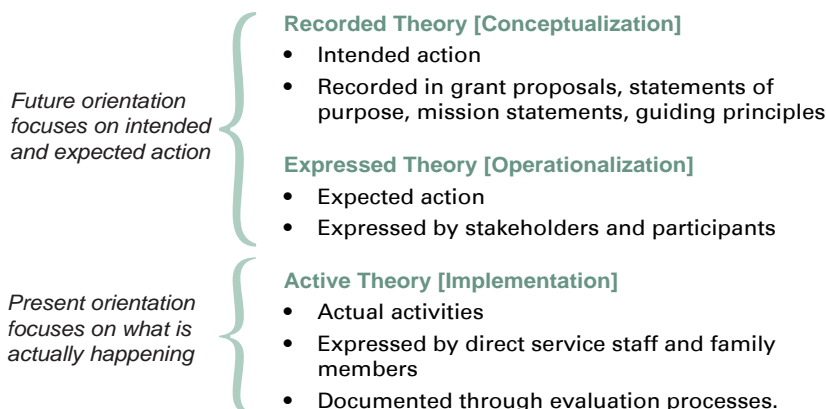 Future orientation
focuses on intended
and expected action
Recorded Theory [Conceptualization]
• Intended action
• Recorded in grant proposals, statements of
purpose, mission statements, guiding principles
Expressed Theory [Operationalization]
• Expected action
• Expressed by stakeholders and participants
Present orientation
focuses on what is
actually happening
Active Theory [Implementation]
• Actual activities
• Expressed by direct service staff and family
members
• Documented through evaluation processes.